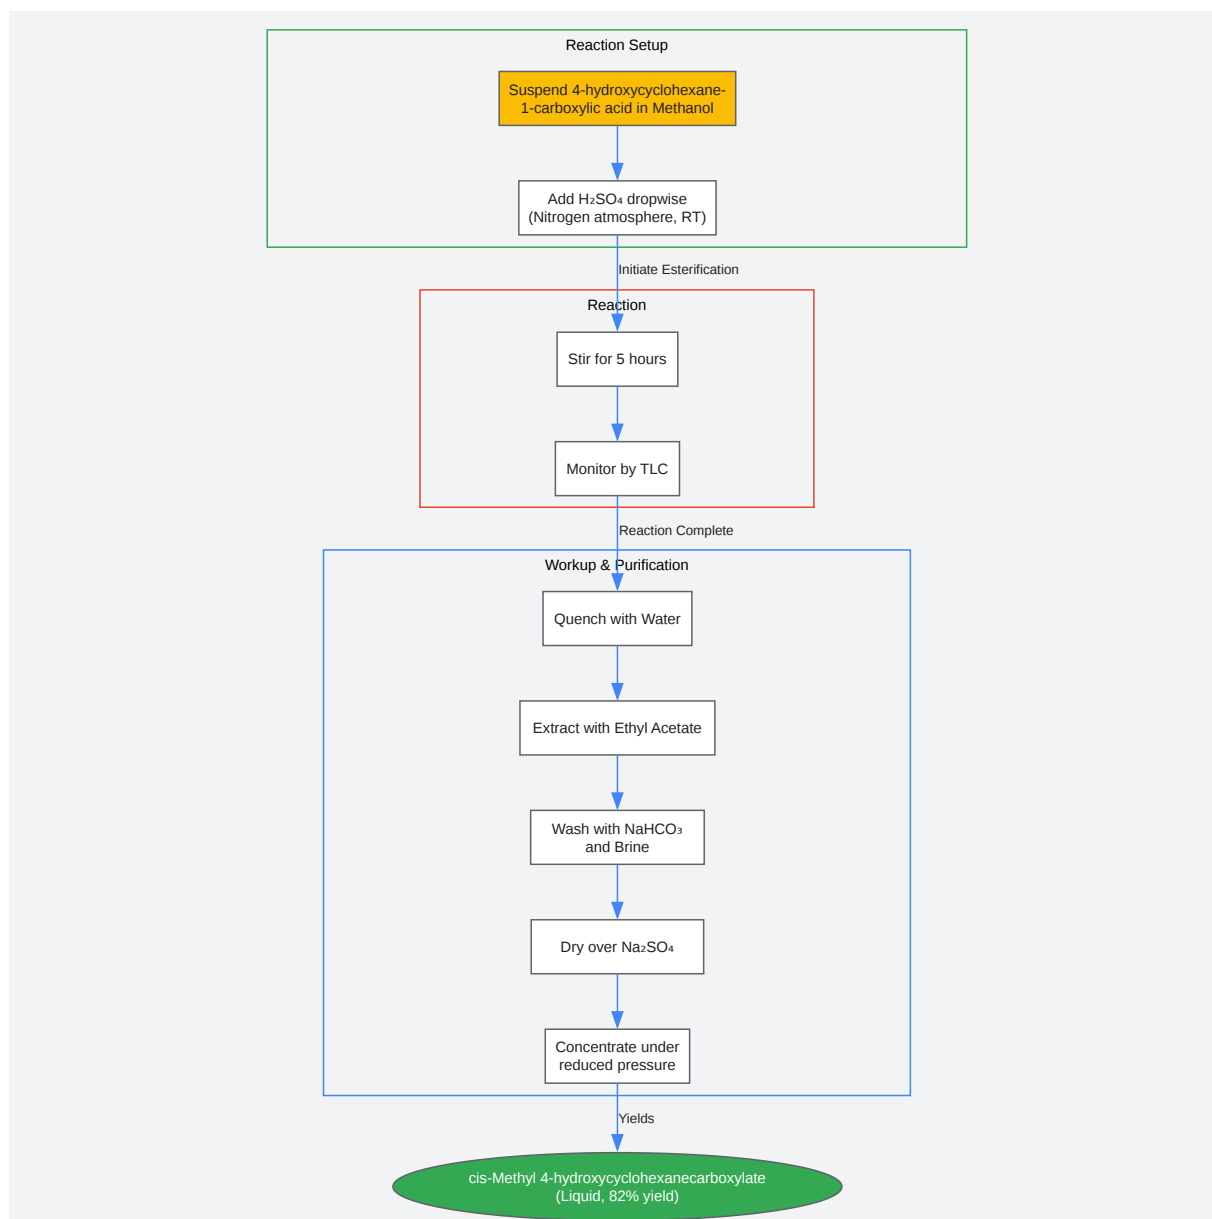 Reaction Setup
Suspend 4-hydroxycyclohexane-
1-carboxylic acid in Methanol
Add H₂SO₄ dropwise
(Nitrogen atmosphere, RT)
Initiate Esterification
Reaction
Stir for 5 hours
Monitor by TLC
Reaction Complete
Workup & Purification
Quench with Water
Extract with Ethyl Acetate
Wash with NaHCO₃
and Brine
Dry over Na₂SO₄
Concentrate under
reduced pressure
Yields
cis-Methyl 4-hydroxycyclohexanecarboxylate
(Liquid, 82% yield)